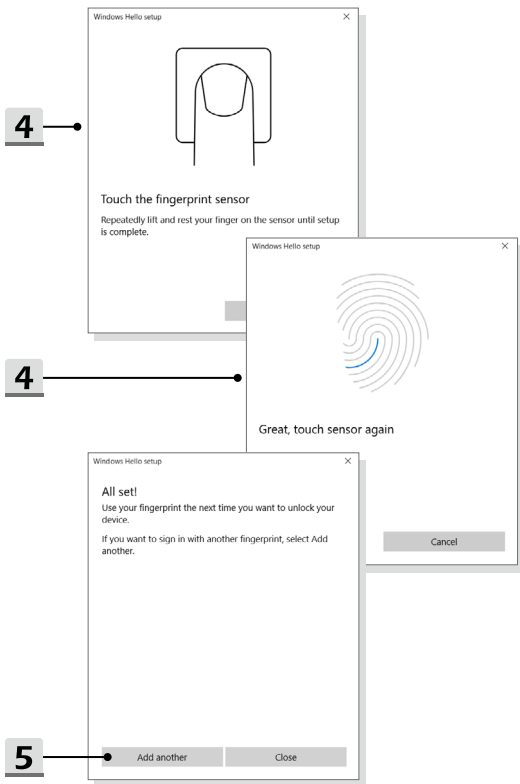 Windows Hello setup
4
Touch the fingerprint sensor
Repeatedly lift and rest your finger on the sensor until setup
is complete.
Windows Hello setup
4
Great, touch sensor again
Cancel
Windows Hello setup
All set!
Use your fingerprint the next time you want to unlock your
device.
If you want to sign in with another fingerprint, select Add
another.
5
Add another
Close